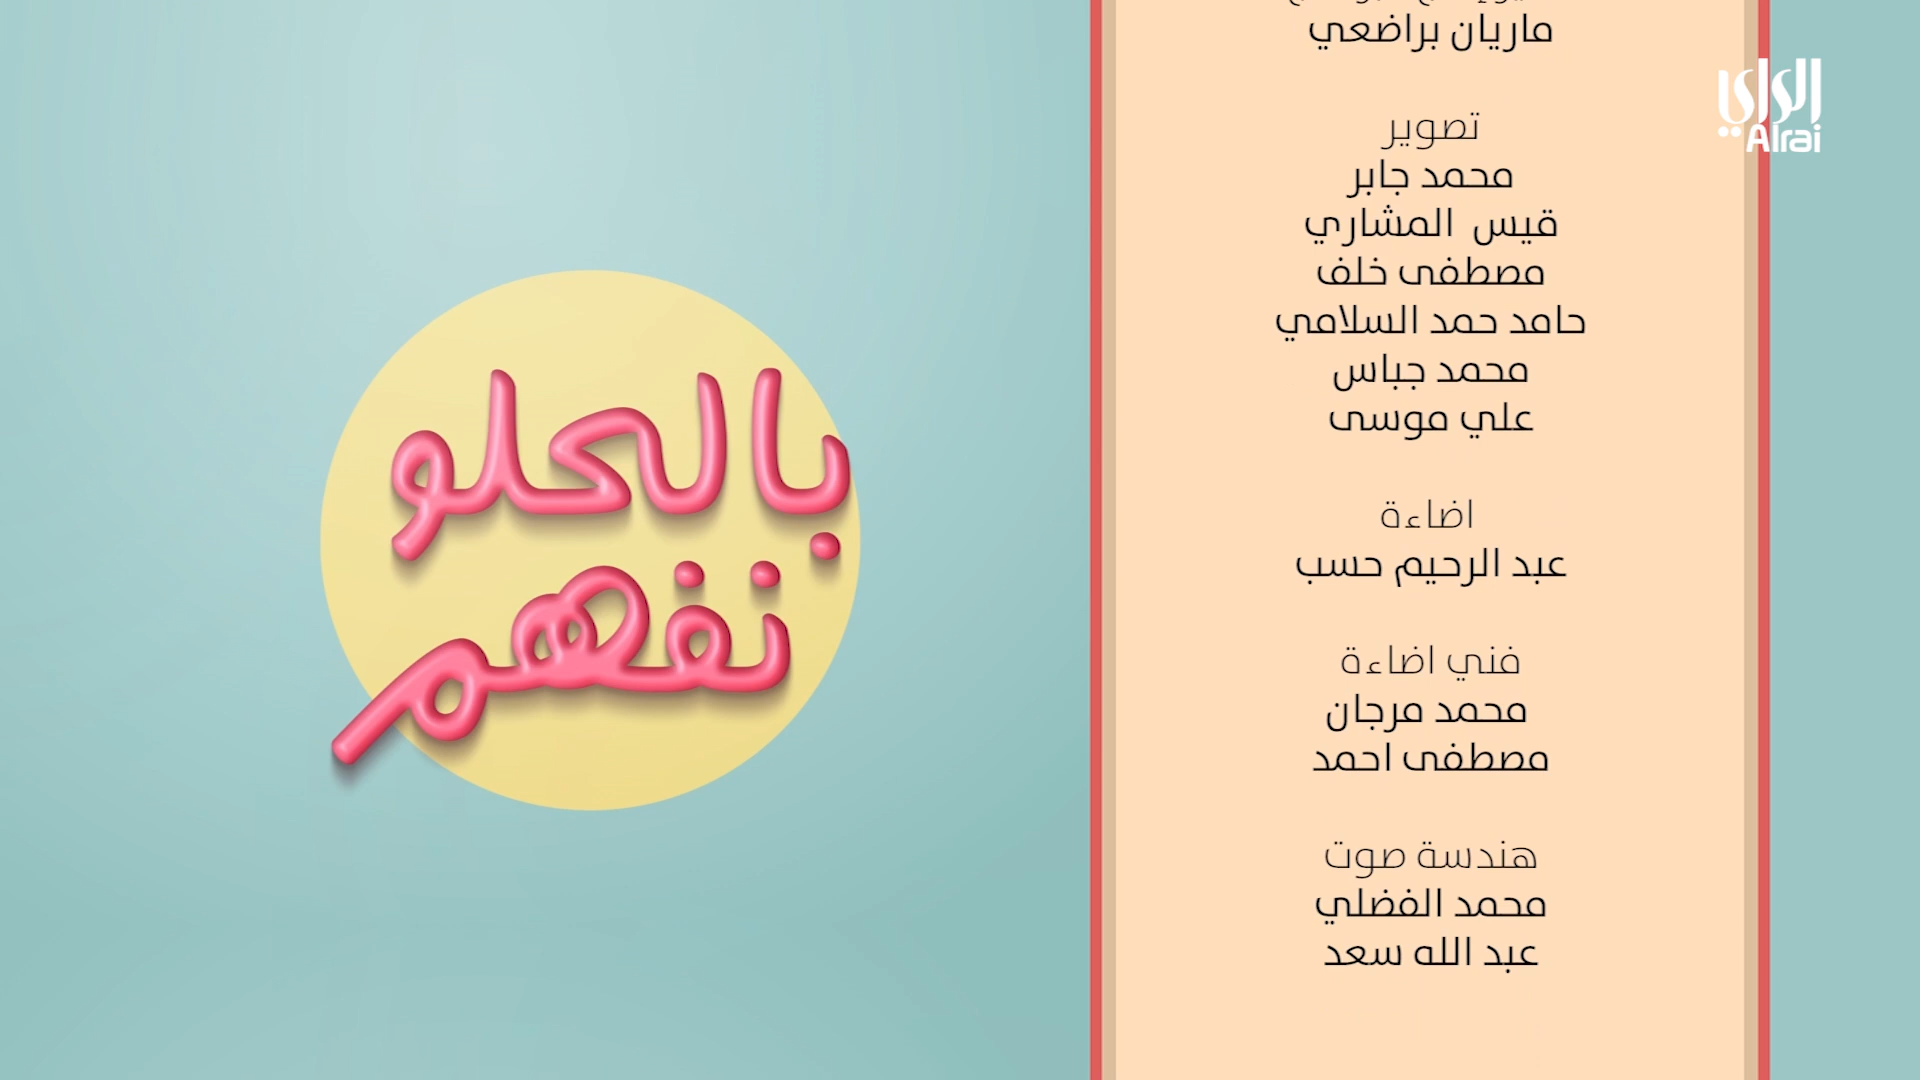 بالحلو
نفهم
ماريان براضعي
تصوير
محمد جابر
قيس المشاري
مصطفى خلف
حامد حمد السلامي
محمد جباس
علي موسى
اضاءة
عبد الرحيم حسب
فني اضاءة
محمد مرجان
مصطفى احمد
هندسة صوت
محمد الفضلي
عبد الله سعد
الراي
Alrai